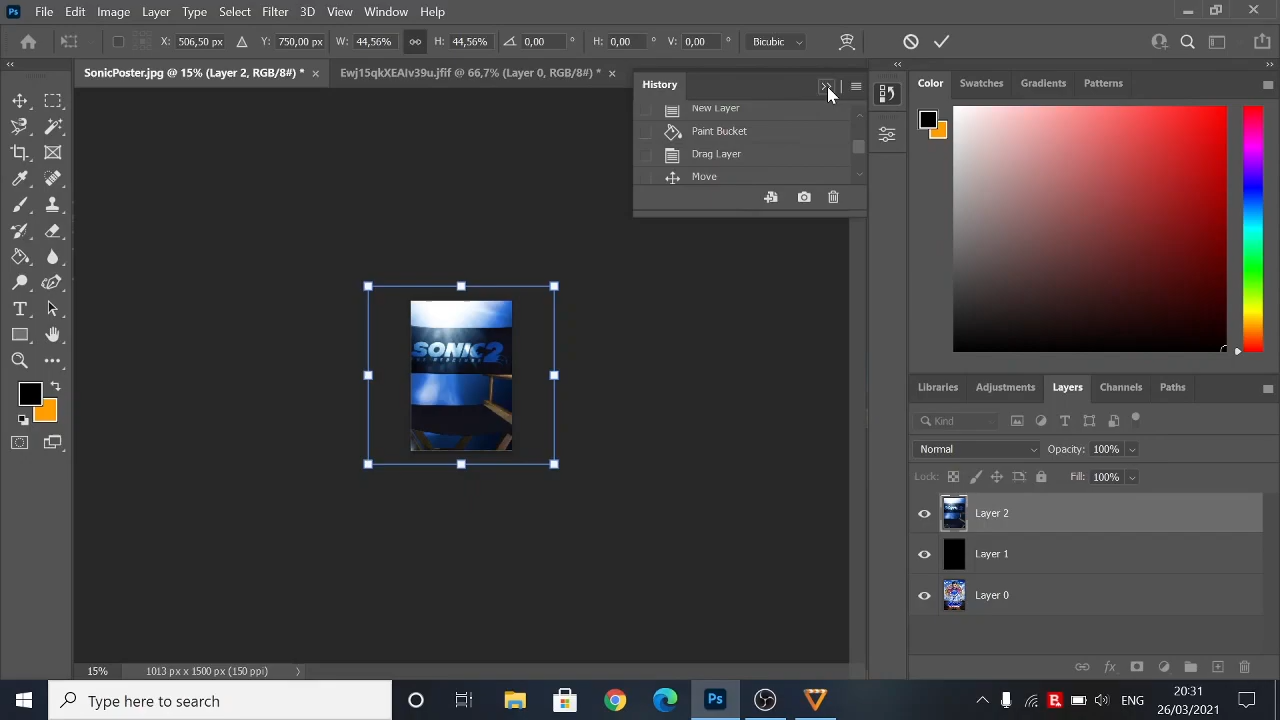 Ps File Edit Image Layer Type Select Filter 3D View Window Help
X: 506,50 px Y: 750,00 px W: 44,56% H: 44,56% 0,00 ° H: 0,00 ° V: 0,00 ° Bicubic
SonicPoster.jpg @ 15% (Layer 2, RGB/8#) * × Ewj15qkXEAIv39u.jfif @ 66,7% (Layer 0, RGB/8#) * ×
History
New Layer
Paint Bucket
Drag Layer
Move
Color Swatches Gradients Patterns
SONIC 2
Libraries Adjustments Layers Channels Paths
Kind
Normal Opacity: 100%
Lock: Fill: 100%
Layer 2
Layer 1
Layer 0
15% 1013 px x 1500 px (150 ppi)
Type here to search
Ps
ENG
20:31
26/03/2021